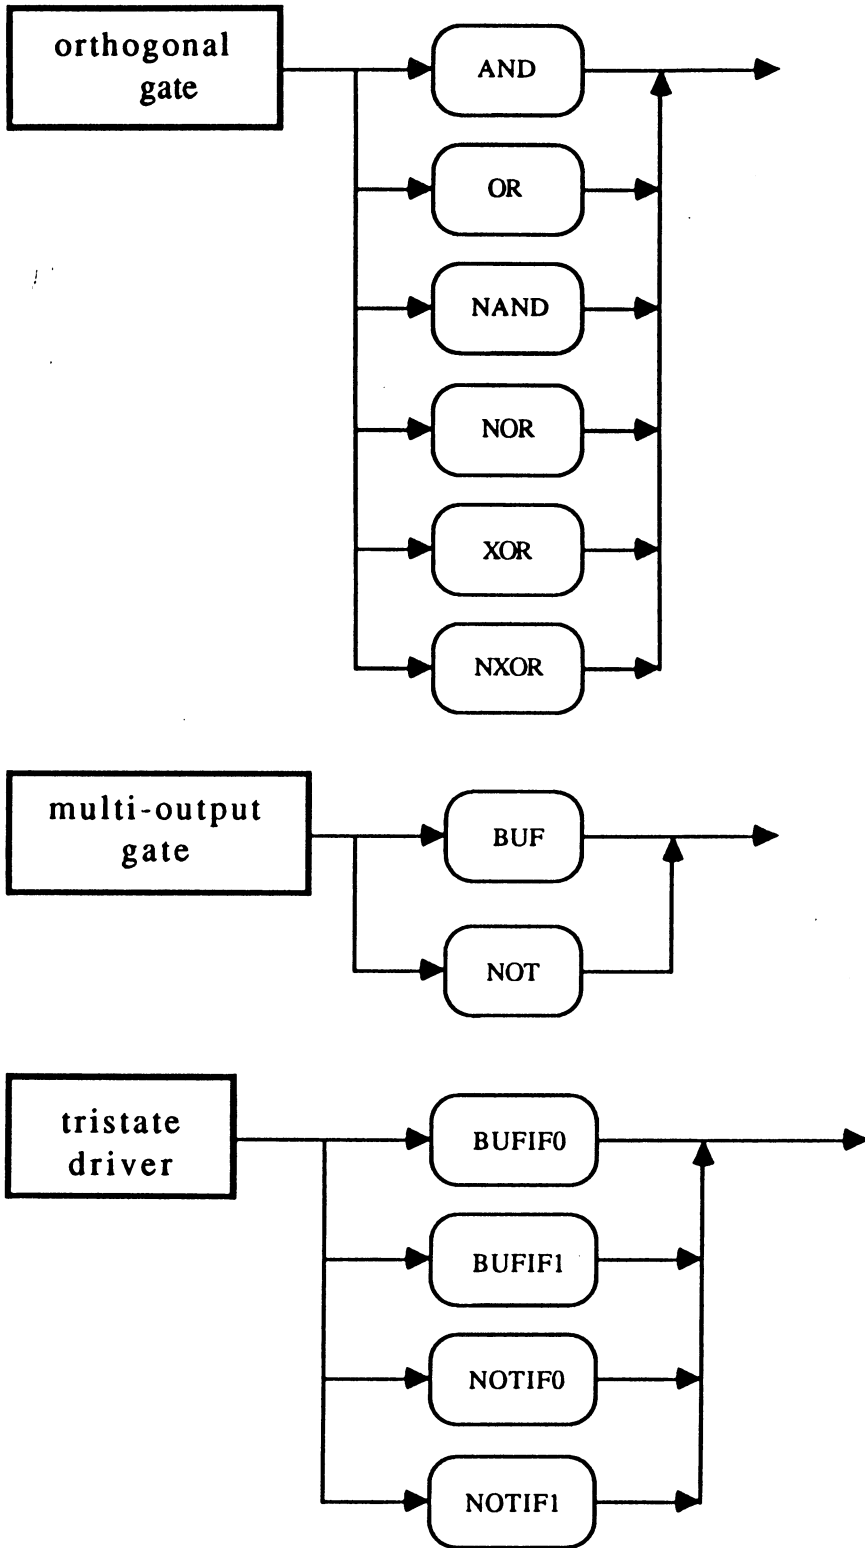 orthogonal
gate
AND
OR
NAND
NOR
XOR
NXOR
multi-output
gate
BUF
NOT
tristate
driver
BUFIF0
BUFIF1
NOTIF0
NOTIF1